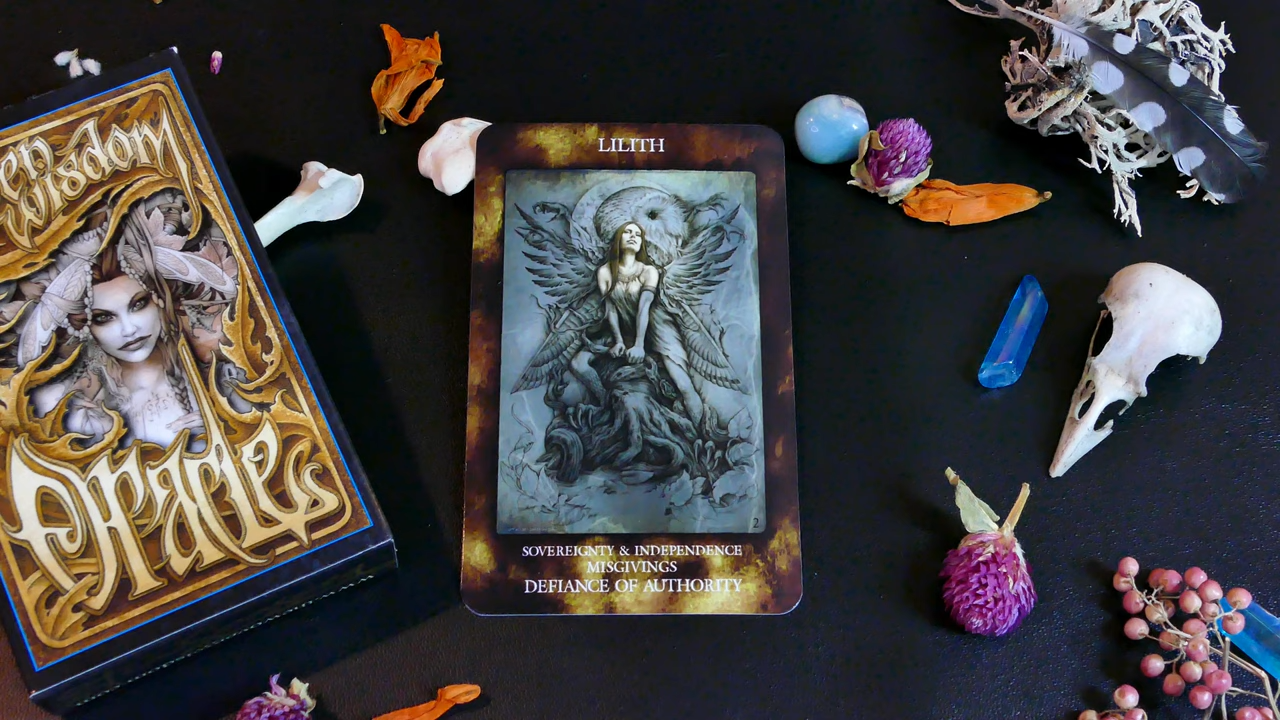 wisdom
Oracle
LILITH
2
SOVEREIGNTY & INDEPENDENCE
MISGIVINGS
DEFIANCE OF AUTHORITY